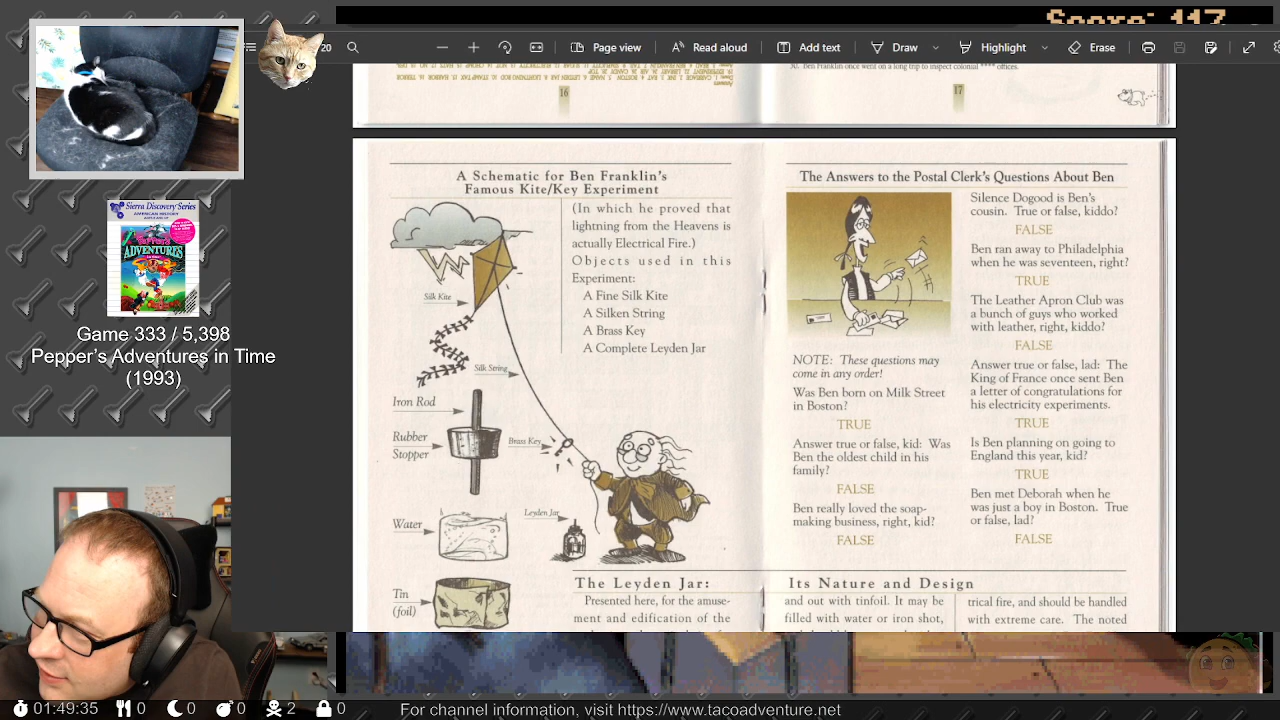 Score: 117
20
Page view
Read aloud
Add text
Draw
Highlight
Erase
30. Ben Franklin once went on a long trip to inspect colonial **** offices.
16
17
A Schematic for Ben Franklin's
Famous Kite/Key Experiment
(In which he proved that
lightning from the Heavens is
actually Electrical Fire.)
Objects used in this
Experiment:
A Fine Silk Kite
A Silken String
A Brass Key
A Complete Leyden Jar
Silk Kite
Silk String
Iron Rod
Rubber
Stopper
Brass Key
Water
Leyden Jar
Tin
(foil)
The Leyden Jar:
Presented here, for the amuse-
ment and edification of the
The Answers to the Postal Clerk's Questions About Ben
NOTE: These questions may
come in any order!
Was Ben born on Milk Street
in Boston?
TRUE
Answer true or false, kid: Was
Ben the oldest child in his
family?
FALSE
Ben really loved the soap-
making business, right, kid?
FALSE
Silence Dogood is Ben's
cousin. True or false, kiddo?
FALSE
Ben ran away to Philadelphia
when he was seventeen, right?
TRUE
The Leather Apron Club was
a bunch of guys who worked
with leather, right, kiddo?
FALSE
Answer true or false, lad: The
King of France once sent Ben
a letter of congratulations for
his electricity experiments.
TRUE
Is Ben planning on going to
England this year, kid?
TRUE
Ben met Deborah when he
was just a boy in Boston. True
or false, lad?
FALSE
Its Nature and Design
and out with tinfoil. It may be
filled with water or iron shot,
trical fire, and should be handled
with extreme care. The noted
Sierra Discovery Series
AMERICAN HISTORY
ADVENTURES
Game 333 / 5,398
Pepper's Adventures in Time
(1993)
01:49:35 0 0 0 2 0
For channel information, visit https://www.tacoadventure.net